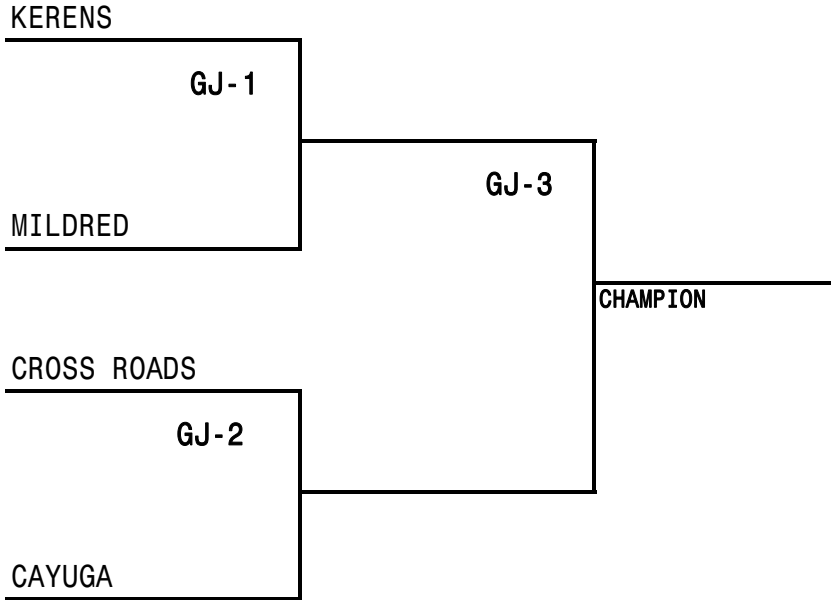 KERENS
GJ-1
GJ-3
MILDRED
CHAMPION
CROSS ROADS
GJ-2
CAYUGA